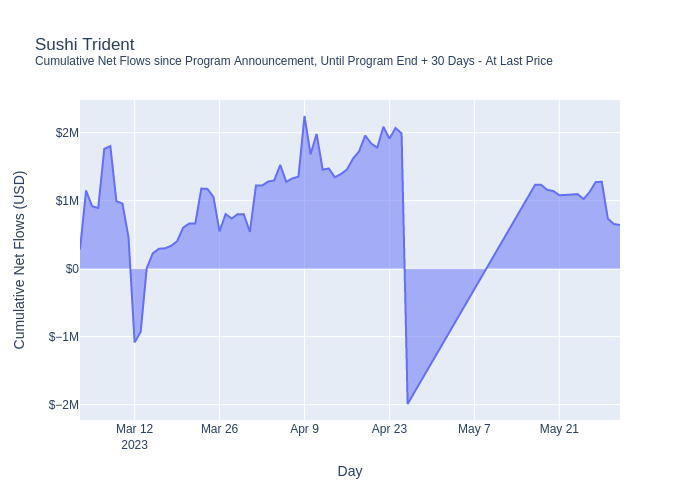 Sushi Trident
Cumulative Net Flows since Program Announcement, Until Program End + 30 Days - At Last Price
Cumulative Net Flows (USD)
$2M
$1M
$0
$−1M
$−2M
Mar 12
2023
Mar 26
Apr 9
Apr 23
May 7
May 21
Day